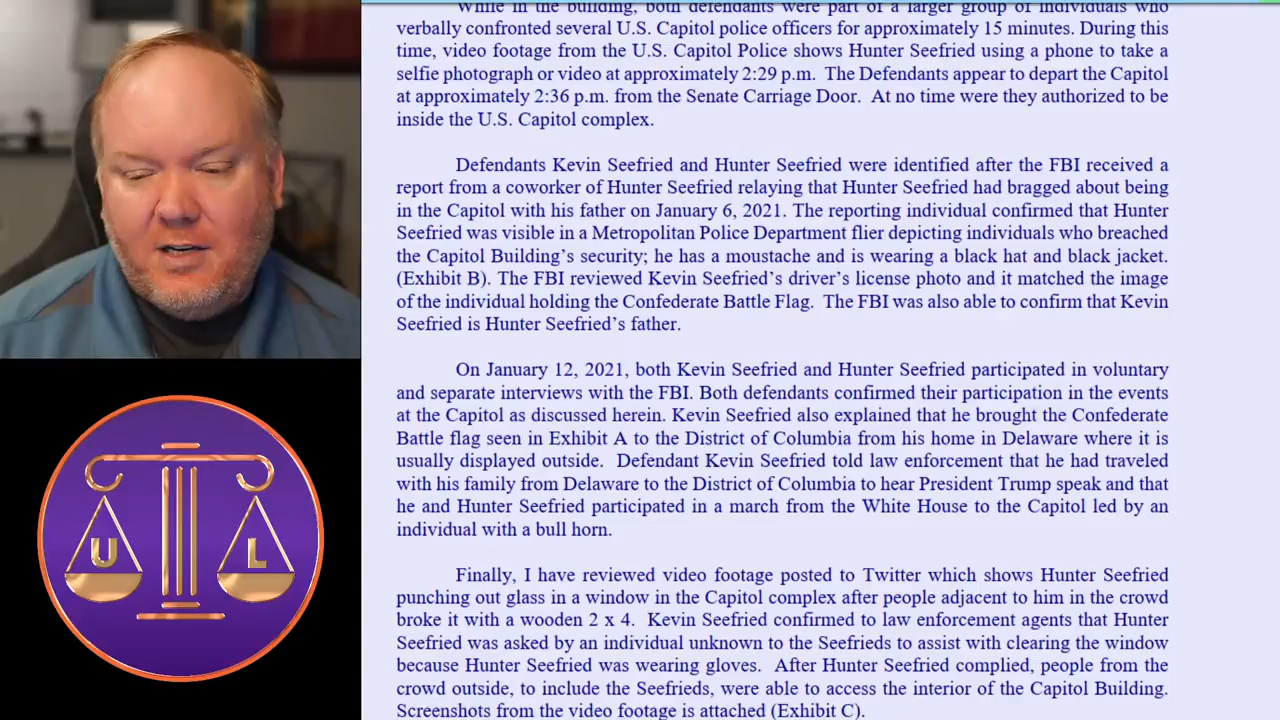 While in the building, both defendants were part of a larger group of individuals who
verbally confronted several U.S. Capitol police officers for approximately 15 minutes. During this
time, video footage from the U.S. Capitol Police shows Hunter Seefried using a phone to take a
selfie photograph or video at approximately 2:29 p.m. The Defendants appear to depart the Capitol
at approximately 2:36 p.m. from the Senate Carriage Door. At no time were they authorized to be
inside the U.S. Capitol complex.
Defendants Kevin Seefried and Hunter Seefried were identified after the FBI received a
report from a coworker of Hunter Seefried relaying that Hunter Seefried had bragged about being
in the Capitol with his father on January 6, 2021. The reporting individual confirmed that Hunter
Seefried was visible in a Metropolitan Police Department flier depicting individuals who breached
the Capitol Building’s security; he has a moustache and is wearing a black hat and black jacket.
(Exhibit B). The FBI reviewed Kevin Seefried’s driver’s license photo and it matched the image
of the individual holding the Confederate Battle Flag. The FBI was also able to confirm that Kevin
Seefried is Hunter Seefried’s father.
On January 12, 2021, both Kevin Seefried and Hunter Seefried participated in voluntary
and separate interviews with the FBI. Both defendants confirmed their participation in the events
at the Capitol as discussed herein. Kevin Seefried also explained that he brought the Confederate
Battle flag seen in Exhibit A to the District of Columbia from his home in Delaware where it is
usually displayed outside. Defendant Kevin Seefried told law enforcement that he had traveled
with his family from Delaware to the District of Columbia to hear President Trump speak and that
he and Hunter Seefried participated in a march from the White House to the Capitol led by an
individual with a bull horn.
Finally, I have reviewed video footage posted to Twitter which shows Hunter Seefried
punching out glass in a window in the Capitol complex after people adjacent to him in the crowd
broke it with a wooden 2 x 4. Kevin Seefried confirmed to law enforcement agents that Hunter
Seefried was asked by an individual unknown to the Seefrieds to assist with clearing the window
because Hunter Seefried was wearing gloves. After Hunter Seefried complied, people from the
crowd outside, to include the Seefrieds, were able to access the interior of the Capitol Building.
Screenshots from the video footage is attached (Exhibit C).
U L